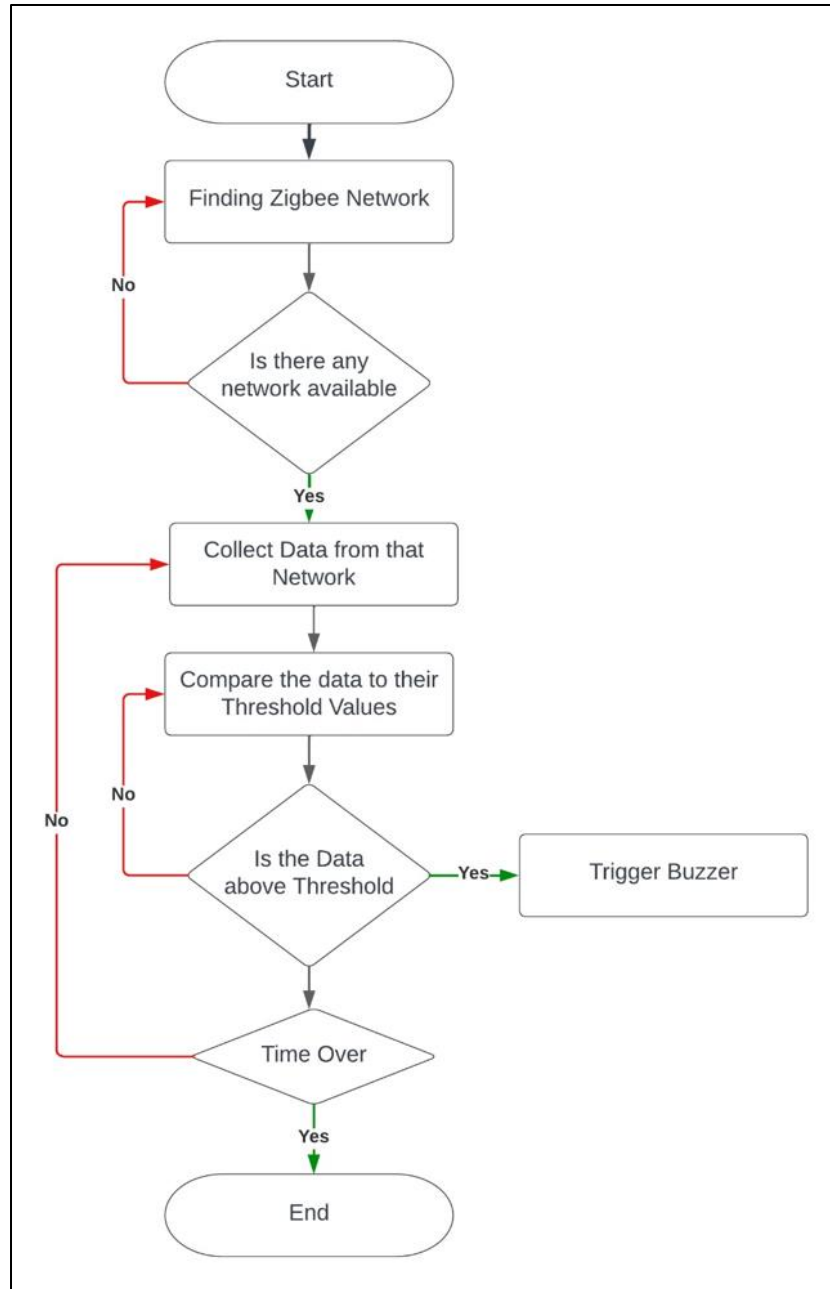 Start
Finding Zigbee Network
No
Is there any
network available
Yes
Collect Data from that
Network
Compare the data to their
Threshold Values
No
No
Is the Data
above Threshold
Yes
Trigger Buzzer
Time Over
Yes
End